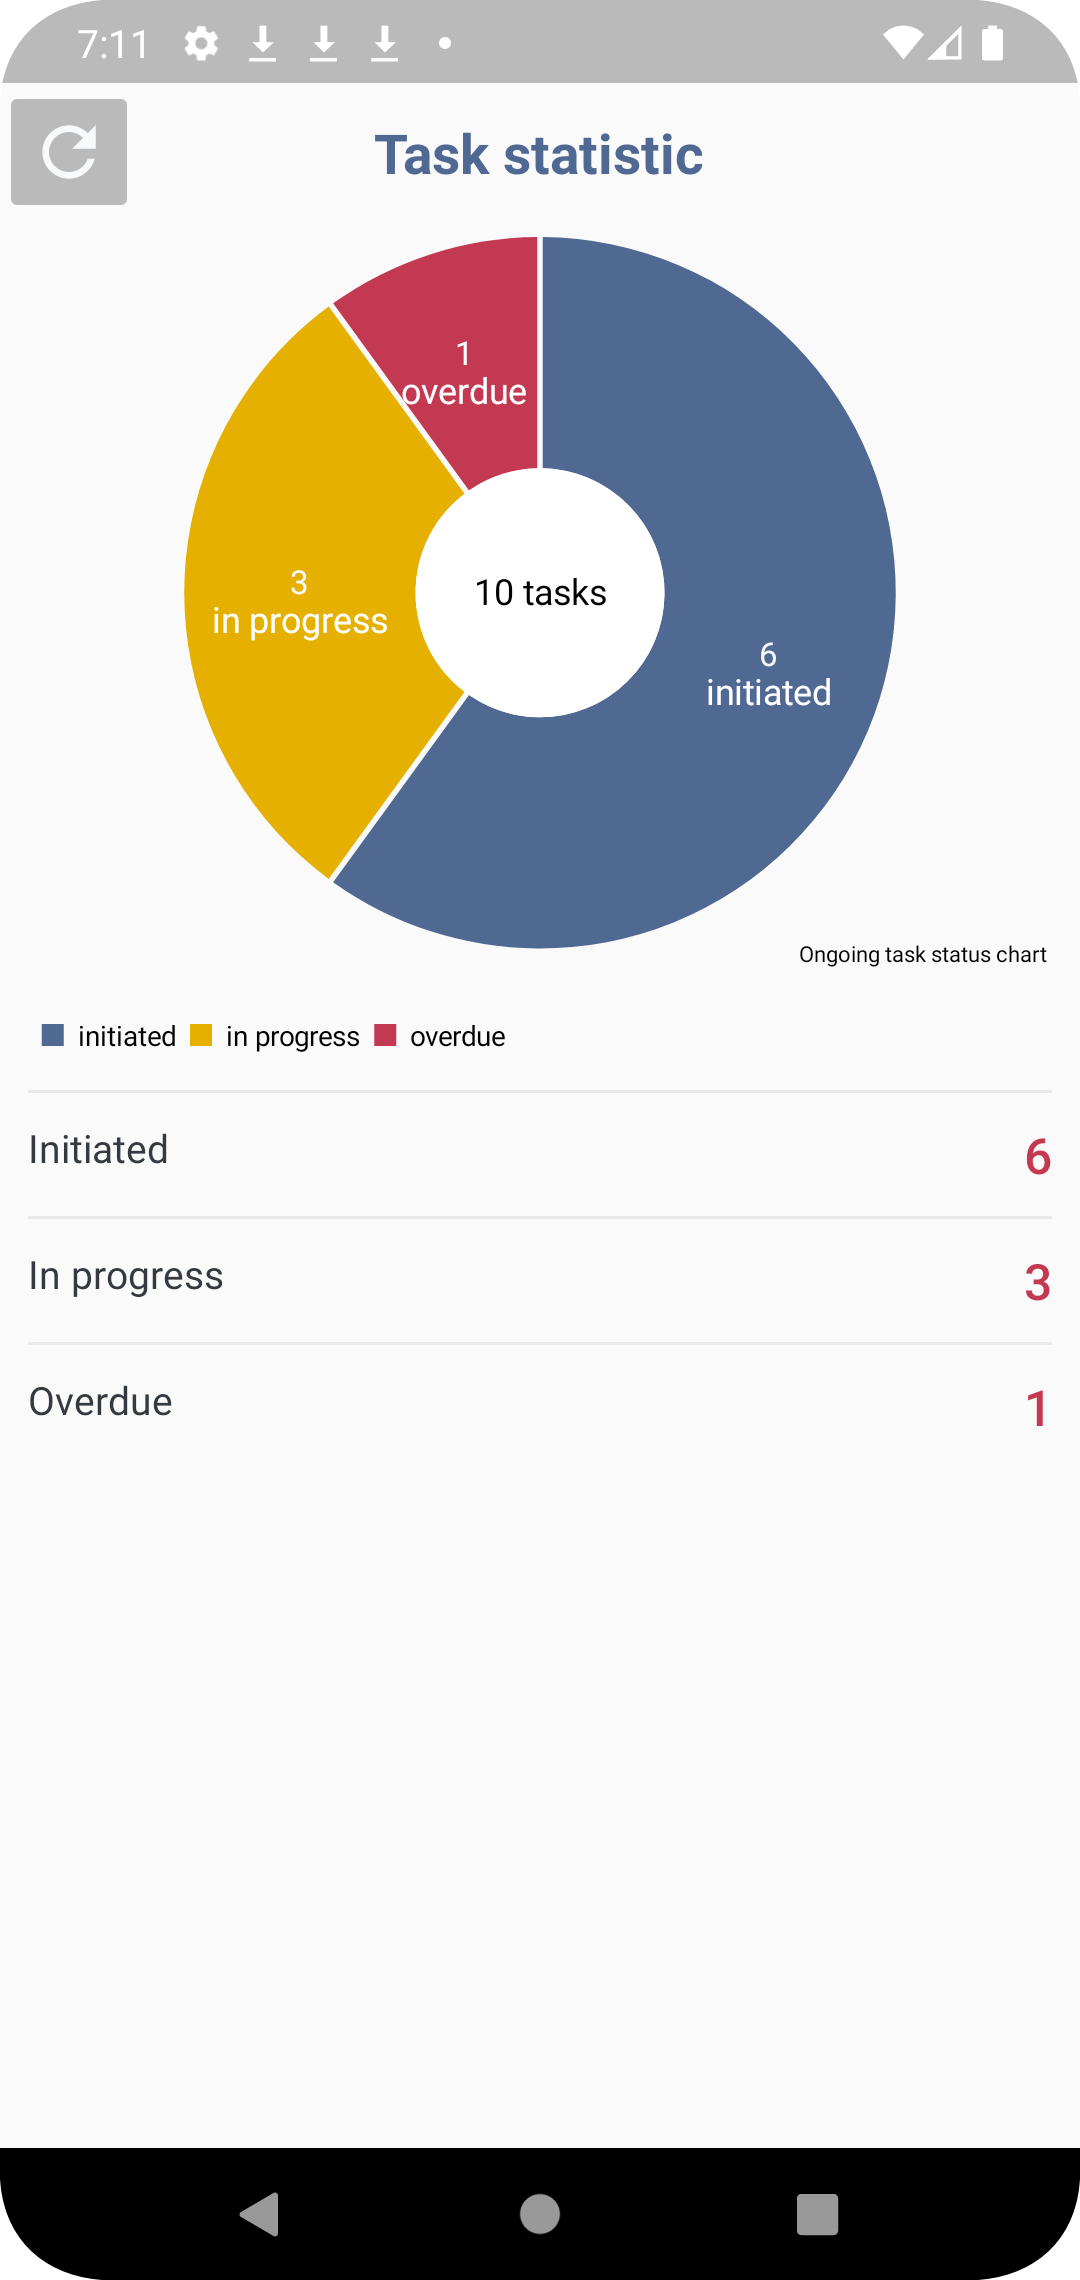 7:11
Task statistic
1
overdue
3
in progress
10 tasks
6
initiated
Ongoing task status chart
initiated in progress overdue
Initiated 6
In progress 3
Overdue 1